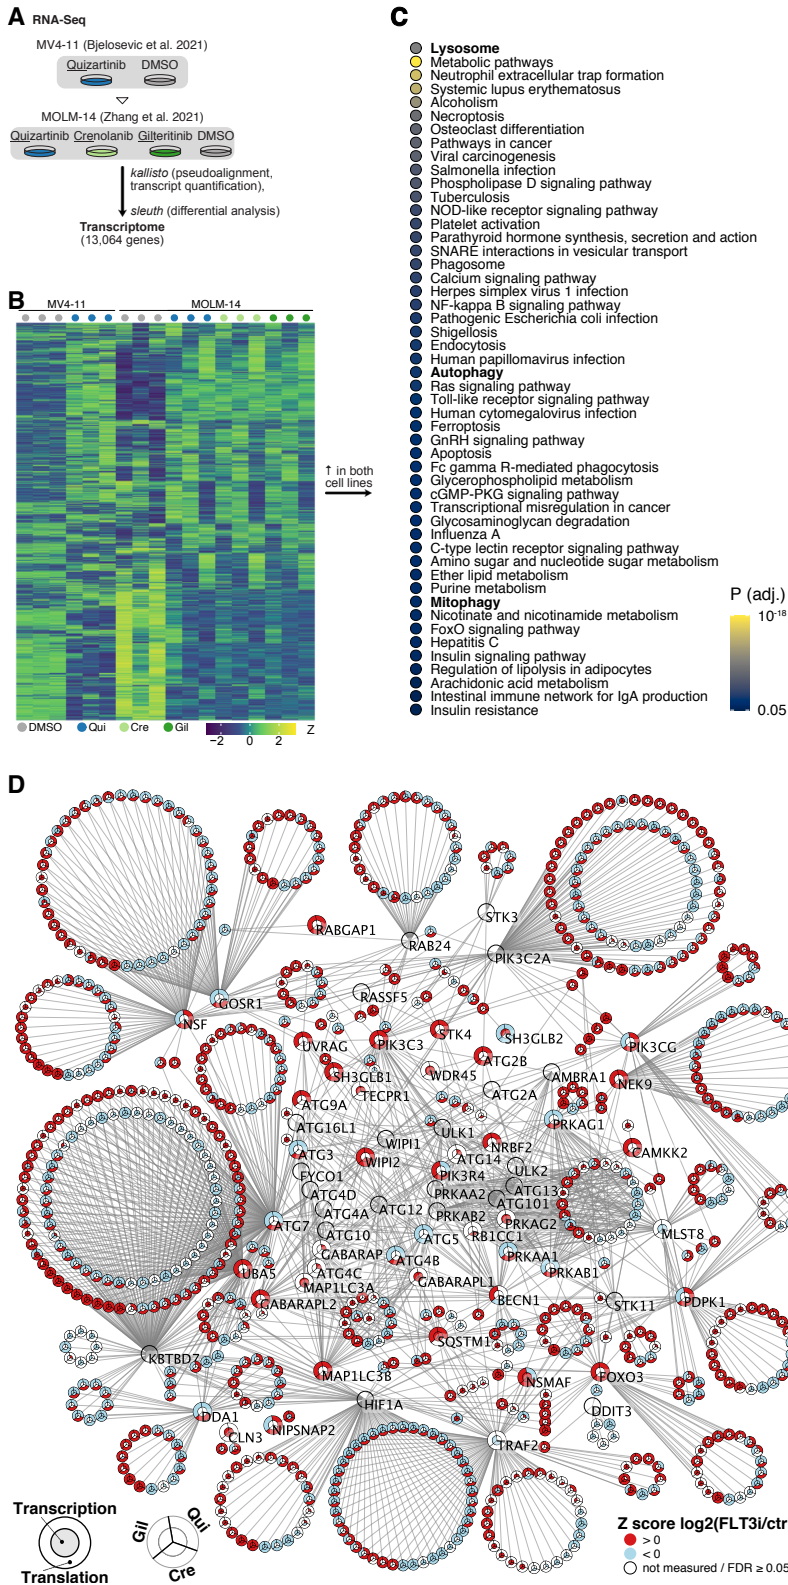 A RNA-Seq
MV4-11 (Bjelosevic et al. 2021)
Quizartinib DMSO
MOLM-14 (Zhang et al. 2021)
Quizartinib Crenolanib Gilteritinib DMSO
kallisto (pseudoalignment,
transcript quantification),
sleuth (differential analysis)
Transcriptome
(13,064 genes)
B
MV4-11 MOLM-14
DMSO Qui Cre Gil
−2 0 2 Z
↑ in both
cell lines
C
Lysosome
Metabolic pathways
Neutrophil extracellular trap formation
Systemic lupus erythematosus
Alcoholism
Necroptosis
Osteoclast differentiation
Pathways in cancer
Viral carcinogenesis
Salmonella infection
Phospholipase D signaling pathway
Tuberculosis
NOD-like receptor signaling pathway
Platelet activation
Parathyroid hormone synthesis, secretion and action
SNARE interactions in vesicular transport
Phagosome
Calcium signaling pathway
Herpes simplex virus 1 infection
NF-kappa B signaling pathway
Pathogenic Escherichia coli infection
Shigellosis
Endocytosis
Human papillomavirus infection
Autophagy
Ras signaling pathway
Toll-like receptor signaling pathway
Human cytomegalovirus infection
Ferroptosis
GnRH signaling pathway
Apoptosis
Fc gamma R-mediated phagocytosis
Glycerophospholipid metabolism
cGMP-PKG signaling pathway
Transcriptional misregulation in cancer
Glycosaminoglycan degradation
Influenza A
C-type lectin receptor signaling pathway
Amino sugar and nucleotide sugar metabolism
Ether lipid metabolism
Purine metabolism
Mitophagy
Nicotinate and nicotinamide metabolism
FoxO signaling pathway
Hepatitis C
Insulin signaling pathway
Regulation of lipolysis in adipocytes
Arachidonic acid metabolism
Intestinal immune network for IgA production
Insulin resistance
P (adj.)
10-18
0.05
D
STK3
RABGAP1
RAB24
PIK3C2A
GOSR1
RASSF5
NSF
UVRAG
PIK3C3
STK4
SH3GLB2
PIK3CG
ATG2B
SH3GLB1
WDR45
AMBRA1
NEK9
TECPR1
ATG2A
ATG9A
ATG16L1
PRKAG1
ULK1
WIPI1
NRBF2
CAMKK2
ATG3
WIPI2
ATG14
FYCO1
PIK3R4
ULK2
ATG4D
PRKAA2
ATG13
ATG4A
ATG12
ATG101
PRKAB2
PRKAG2
ATG7
ATG10
ATG5
RB1CC1
MLST8
GABARAP
ATG4B
PRKAA1
UBA5
ATG4C
GABARAPL1
PRKAB1
MAP1LC3A
GABARAPL2
BECN1
STK11
PDPK1
SQSTM1
KBTBD7
MAP1LC3B
NSMAF
FOXO3
HIF1A
DDIT3
DDA1
CLN3
NIPSNAP2
TRAF2
Transcription
Translation
Gil Qui
Cre
Z score log2(FLT3i/ctr
> 0
< 0
not measured / FDR ≥ 0.05